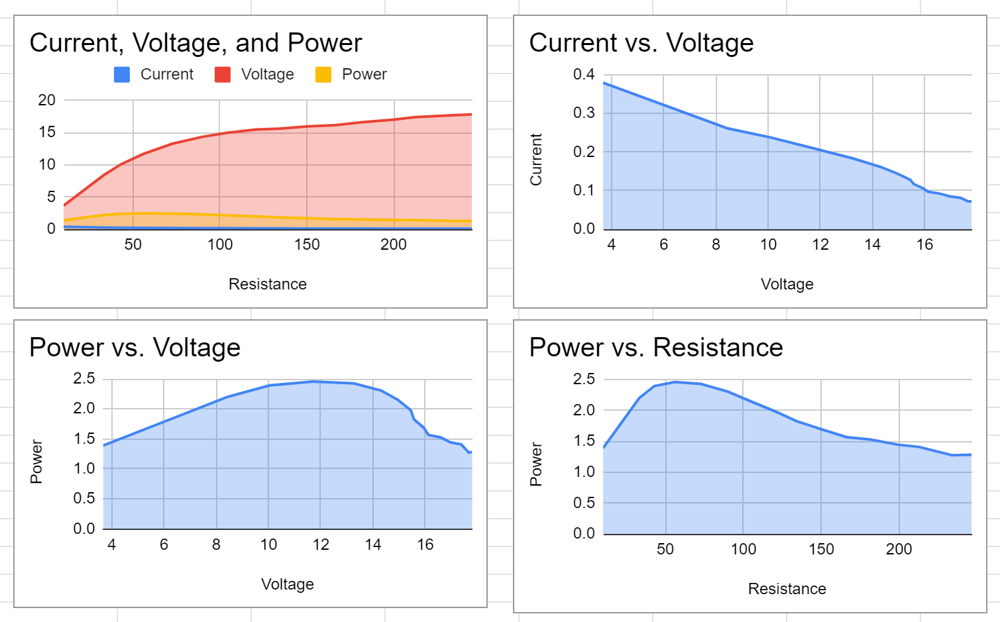 Current, Voltage, and Power
Current Voltage Power
20
15
10
5
0
50 100 150 200
Resistance
Current vs. Voltage
0.4
0.3
0.2
0.1
0.0
Current
4 6 8 10 12 14 16
Voltage
Power vs. Voltage
2.5
2.0
1.5
1.0
0.5
0.0
Power
4 6 8 10 12 14 16
Voltage
Power vs. Resistance
2.5
2.0
1.5
1.0
0.5
0.0
Power
50 100 150 200
Resistance